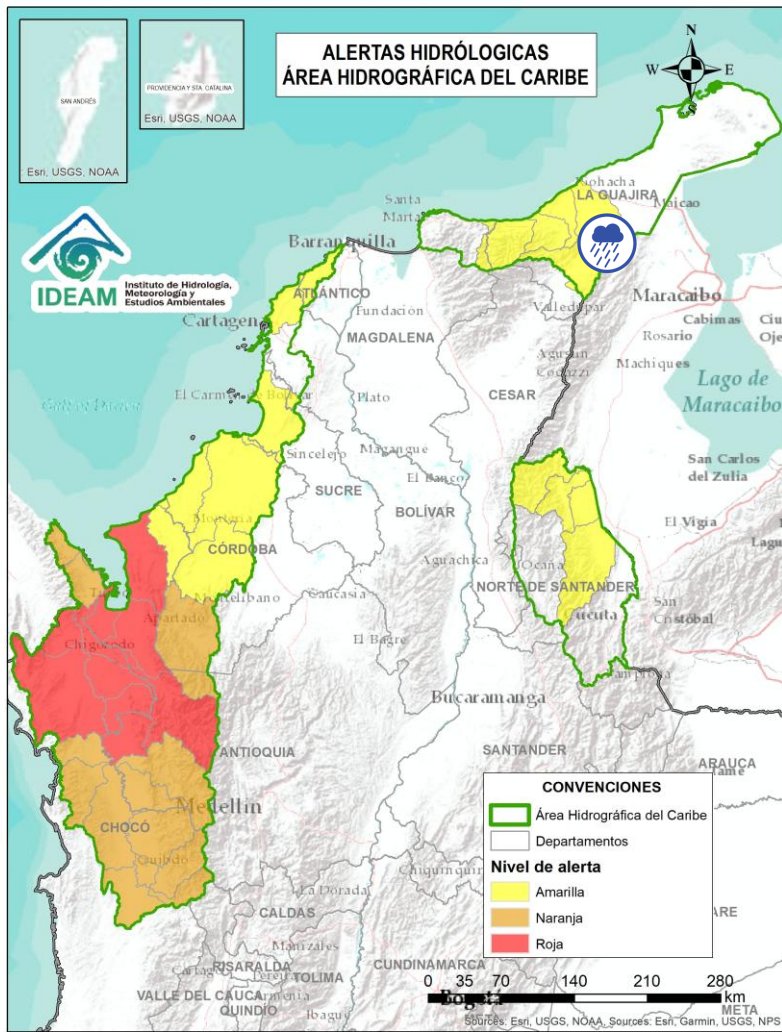 ALERTAS HIDRÓLOGICAS
ÁREA HIDROGRÁFICA DEL CARIBE
N
W E
S
SAN ANDRÉS
Esri, USGS, NOAA
PROVIDENCIA Y STA. CATALINA
Esri, USGS, NOAA
IDEAM
Instituto de Hidrología,
Meteorología y
Estudios Ambientales
LA GUAJIRA
Maicao
Santa
Marta
Barranquilla
ATLÁNTICO
Cartagena
Fundación
MAGDALENA
Valledupar
Maracaibo
Cabimas
Rosario
Machiques
Agustín
Codazzi
CESAR
Lago de
Maracaibo
El Carmen de Bolívar
Plato
Sincelejo
Magangue
SUCRE
El Banco
BOLÍVAR
San Carlos
del Zulia
El Vigía
Montería
CÓRDOBA
Aguachica
Ocaña
NORTE DE SANTANDER
Caucasia
Apartado
Chigorodo
El Bagre
San
Cristóbal
Bucaramanga
ANTIOQUIA
SANTANDER
ARAUCA
Medellín
CHOCÓ
Quibdó
La Dorada
CALDAS
Manizales
RISARALDA
Pereira
TOLIMA
CUNDINAMARCA
VALLE DEL CAUCA
Armenia
QUINDÍO
Ibague
Bogotá
META
CONVENCIONES
Área Hidrográfica del Caribe
Departamentos
Nivel de alerta
Amarilla
Naranja
Roja
0 35 70 140 210 280
km
Sources: Esri, USGS, NOAA, Sources: Esri, Garmin, USGS, NPS